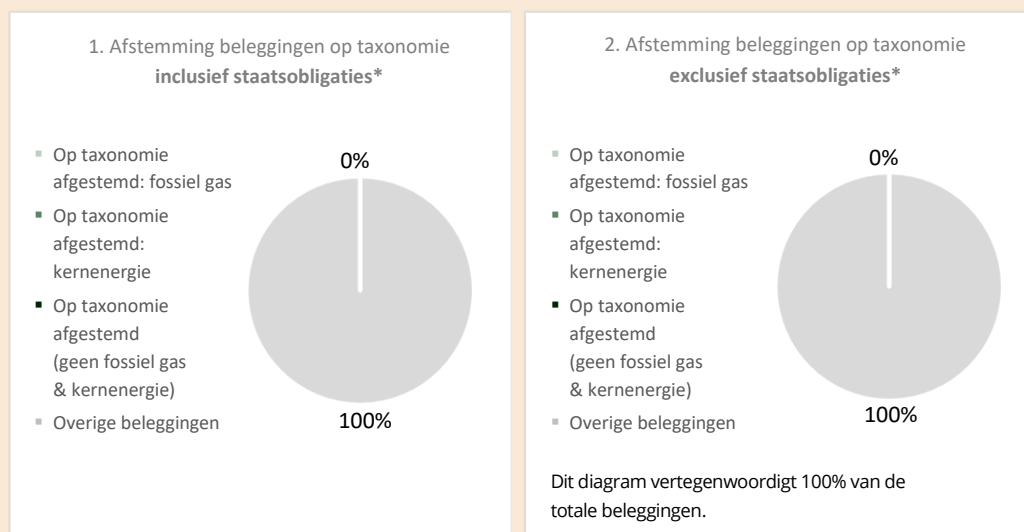 1. Afstemming beleggingen op taxonomie
inclusief staatsobligaties*
Op taxonomie
afgestemd: fossiel gas
Op taxonomie
afgestemd:
kernenergie
Op taxonomie
afgestemd
(geen fossiel gas
& kernenergie)
Overige beleggingen
0%
100%
2. Afstemming beleggingen op taxonomie
exclusief staatsobligaties*
Op taxonomie
afgestemd: fossiel gas
Op taxonomie
afgestemd:
kernenergie
Op taxonomie
afgestemd
(geen fossiel gas
& kernenergie)
Overige beleggingen
0%
100%
Dit diagram vertegenwoordigt 100% van de
totale beleggingen.